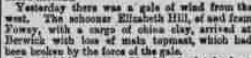 Yesterday there was a gale of wind from the
west. The schooner Elizabeth Hill, of and from
Fowey, with a cargo of china clay, arrived at
Berwick with loss of main topmast, which had
been broken by the force of the gale.